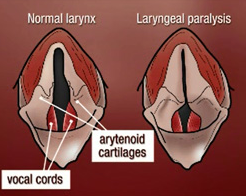 Normal larynx
Laryngeal paralysis
arytenoid
cartilages
vocal cords